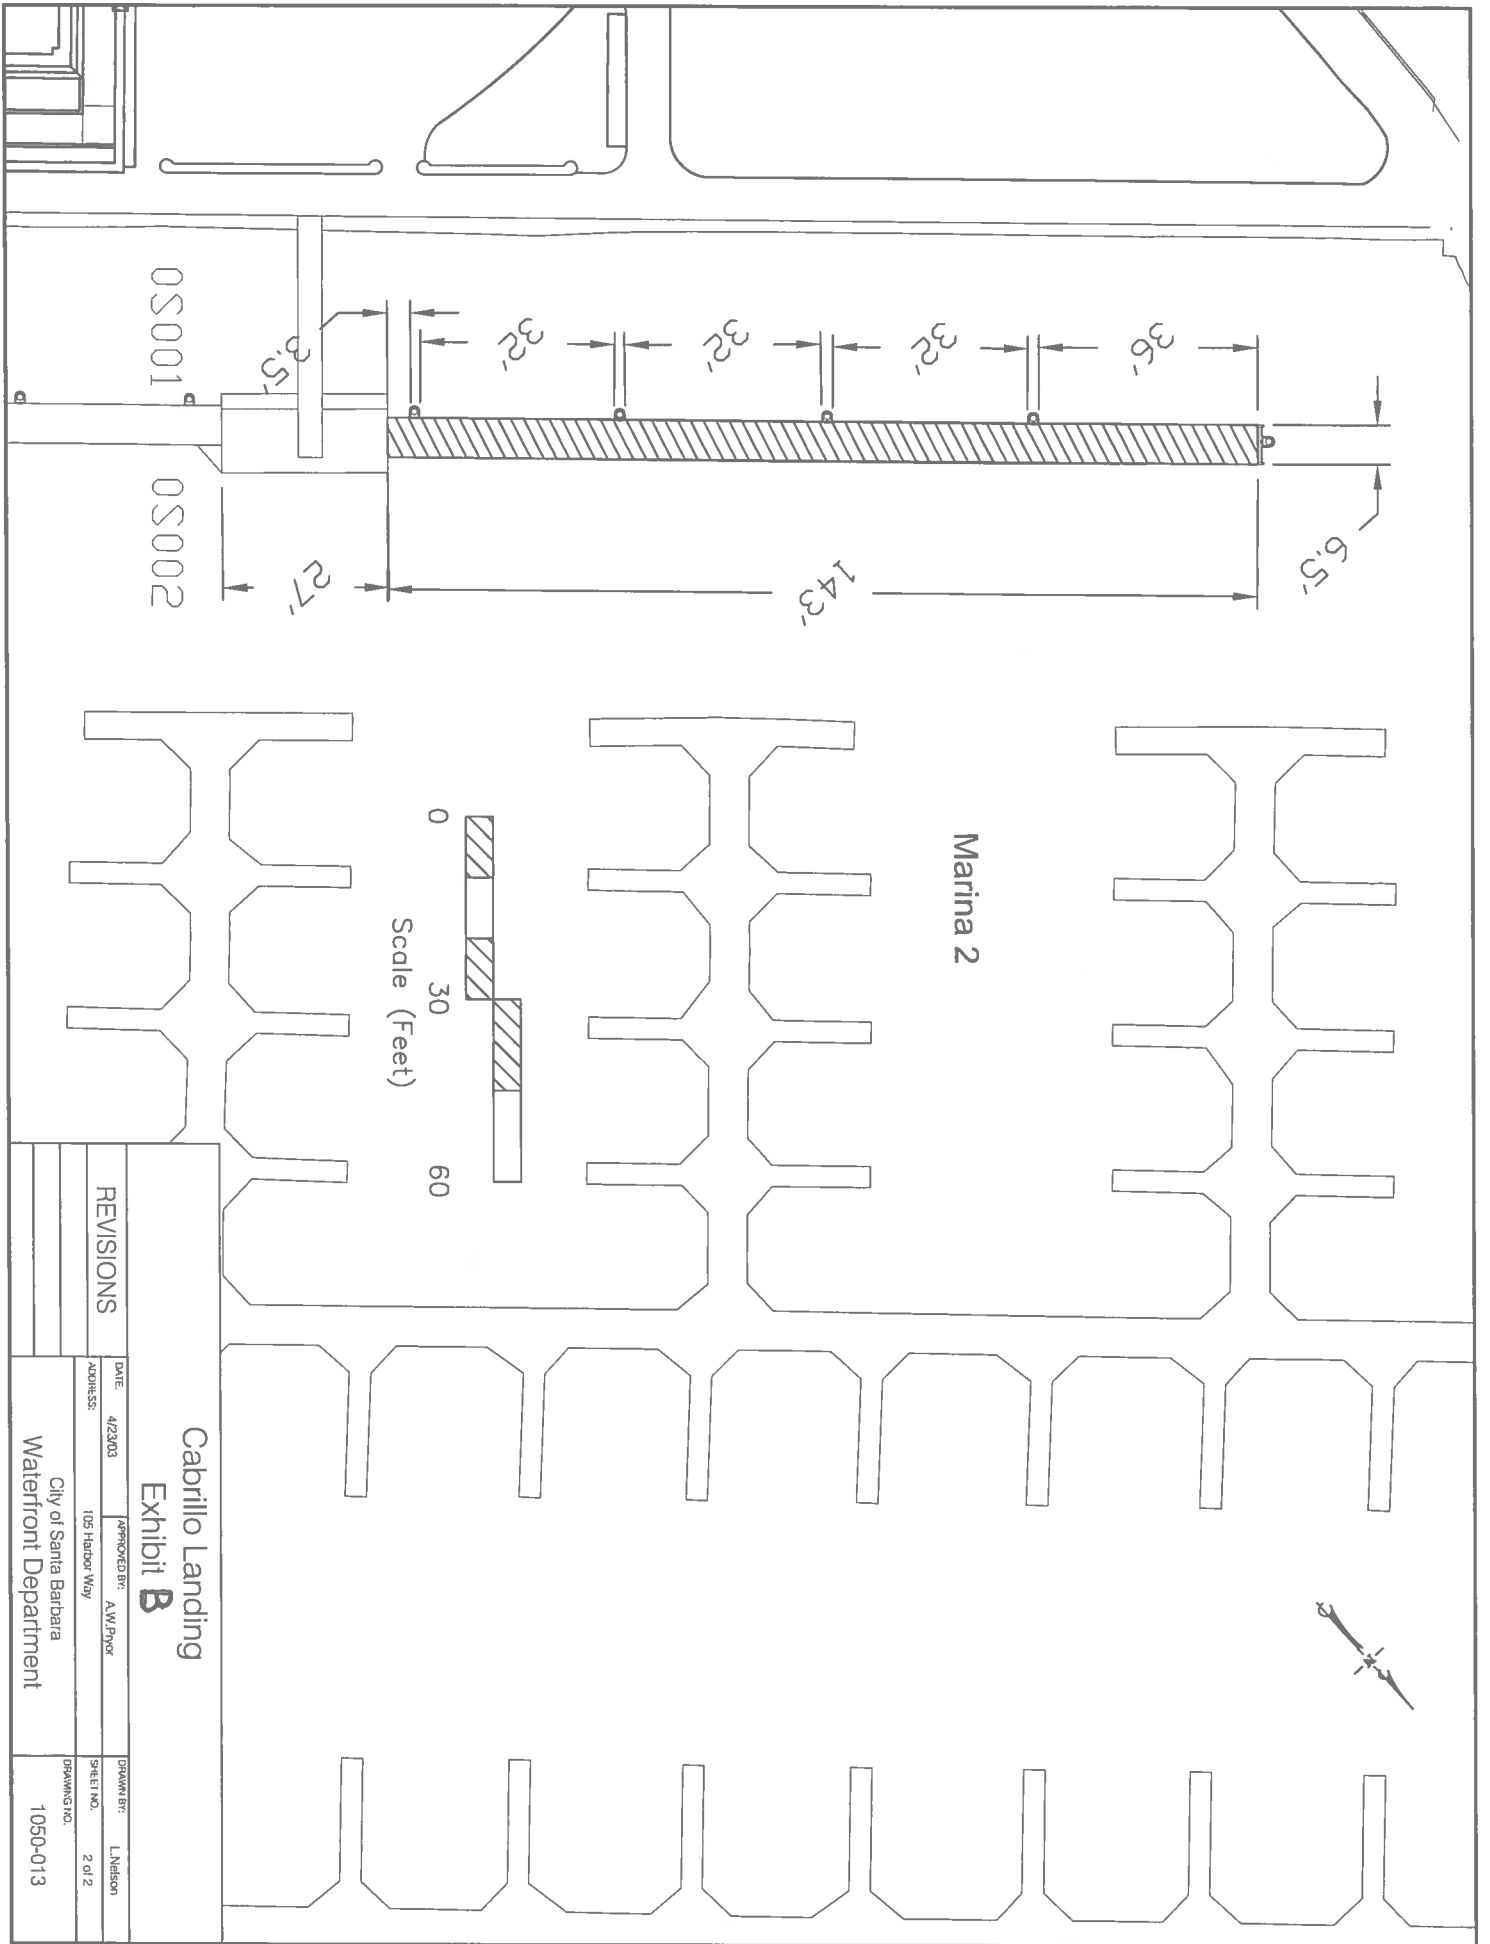 02001
02002
3.5'
32'
32'
32'
36'
6.5'
27'
143'
Marina 2
0 30 60
Scale (Feet)
Cabrillo Landing
Exhibit B
REVISIONS
DATE: 4/23/03
APPROVED BY: A.W.Pryor
DRAWN BY: L.Nelson
ADDRESS: 105 Harbor Way
SHEET NO. 2 of 2
City of Santa Barbara
Waterfront Department
DRAWING NO.
1050-013